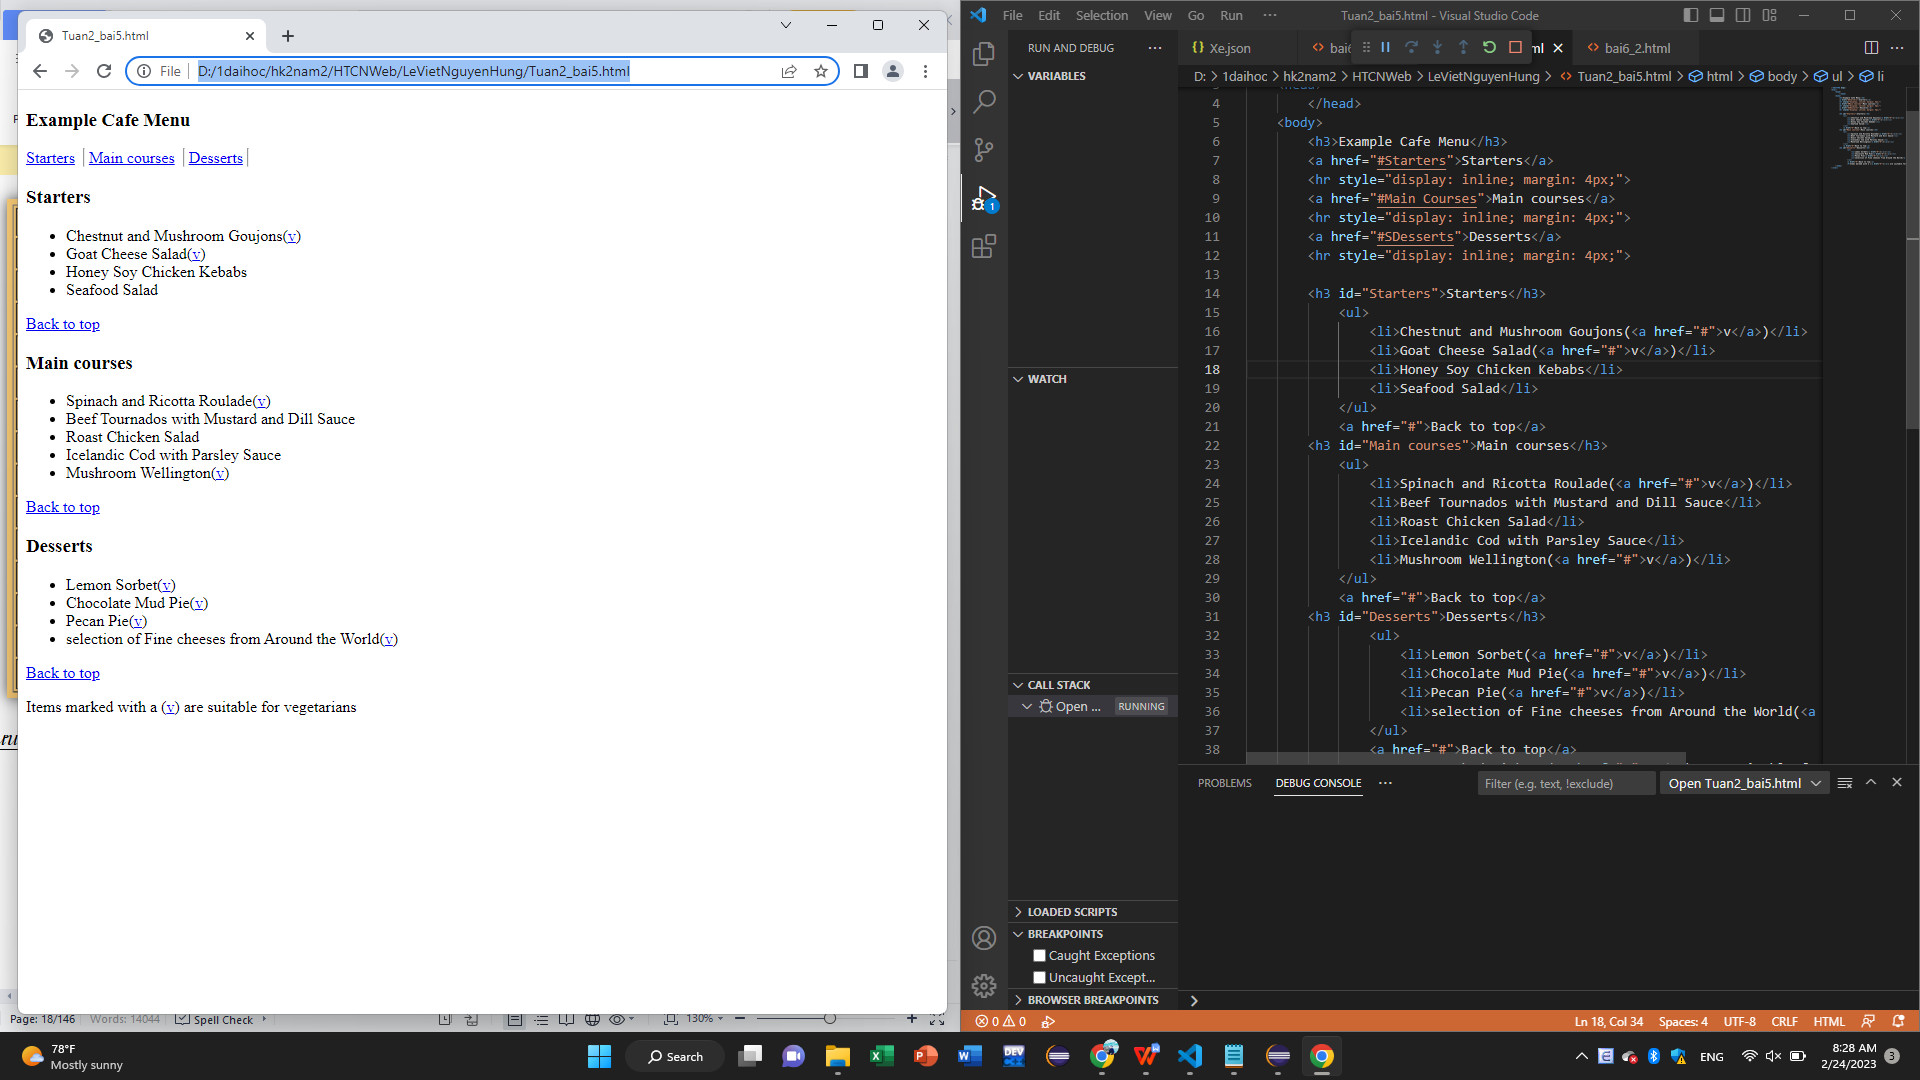 Tuan2_bai5.html
File
D:/1daihoc/hk2nam2/HTCNWeb/LeVietNguyenHung/Tuan2_bai5.html
Example Cafe Menu
Starters
Main courses
Desserts
Starters
Chestnut and Mushroom Goujons(v)
Goat Cheese Salad(v)
Honey Soy Chicken Kebabs
Seafood Salad
Back to top
Main courses
Spinach and Ricotta Roulade(v)
Beef Tournados with Mustard and Dill Sauce
Roast Chicken Salad
Icelandic Cod with Parsley Sauce
Mushroom Wellington(v)
Back to top
Desserts
Lemon Sorbet(v)
Chocolate Mud Pie(v)
Pecan Pie(v)
selection of Fine cheeses from Around the World(v)
Back to top
Items marked with a (v) are suitable for vegetarians
Page: 18/146 Words: 14044 Spell Check 130%
File Edit Selection View Go Run ··· Tuan2_bai5.html - Visual Studio Code
RUN AND DEBUG ···
VARIABLES
WATCH
CALL STACK
Open ... RUNNING
LOADED SCRIPTS
BREAKPOINTS
Caught Exceptions
Uncaught Except...
BROWSER BREAKPOINTS
1
{} Xe.json <> bai6 ml <> bai6_2.html
D: > 1daihoc > hk2nam2 > HTCNWeb > LeVietNguyenHung > <> Tuan2_bai5.html > html > body > ul > li
4 </head>
5 <body>
6 <h3>Example Cafe Menu</h3>
7 <a href="#Starters">Starters</a>
8 <hr style="display: inline; margin: 4px;">
9 <a href="#Main Courses">Main courses</a>
10 <hr style="display: inline; margin: 4px;">
11 <a href="#SDesserts">Desserts</a>
12 <hr style="display: inline; margin: 4px;">
13
14 <h3 id="Starters">Starters</h3>
15 <ul>
16 <li>Chestnut and Mushroom Goujons(<a href="#">v</a>)</li>
17 <li>Goat Cheese Salad(<a href="#">v</a>)</li>
18 <li>Honey Soy Chicken Kebabs</li>
19 <li>Seafood Salad</li>
20 </ul>
21 <a href="#">Back to top</a>
22 <h3 id="Main courses">Main courses</h3>
23 <ul>
24 <li>Spinach and Ricotta Roulade(<a href="#">v</a>)</li>
25 <li>Beef Tournados with Mustard and Dill Sauce</li>
26 <li>Roast Chicken Salad</li>
27 <li>Icelandic Cod with Parsley Sauce</li>
28 <li>Mushroom Wellington(<a href="#">v</a>)</li>
29 </ul>
30 <a href="#">Back to top</a>
31 <h3 id="Desserts">Desserts</h3>
32 <ul>
33 <li>Lemon Sorbet(<a href="#">v</a>)</li>
34 <li>Chocolate Mud Pie(<a href="#">v</a>)</li>
35 <li>Pecan Pie(<a href="#">v</a>)</li>
36 <li>selection of Fine cheeses from Around the World(<a
37 </ul>
38 <a href="#">Back to top</a>
PROBLEMS DEBUG CONSOLE ··· Filter (e.g. text, !exclude) Open Tuan2_bai5.html
0 0 Ln 18, Col 34 Spaces: 4 UTF-8 CRLF HTML
78°F
Mostly sunny
Search
DEV
ENG
8:28 AM
2/24/2023
3